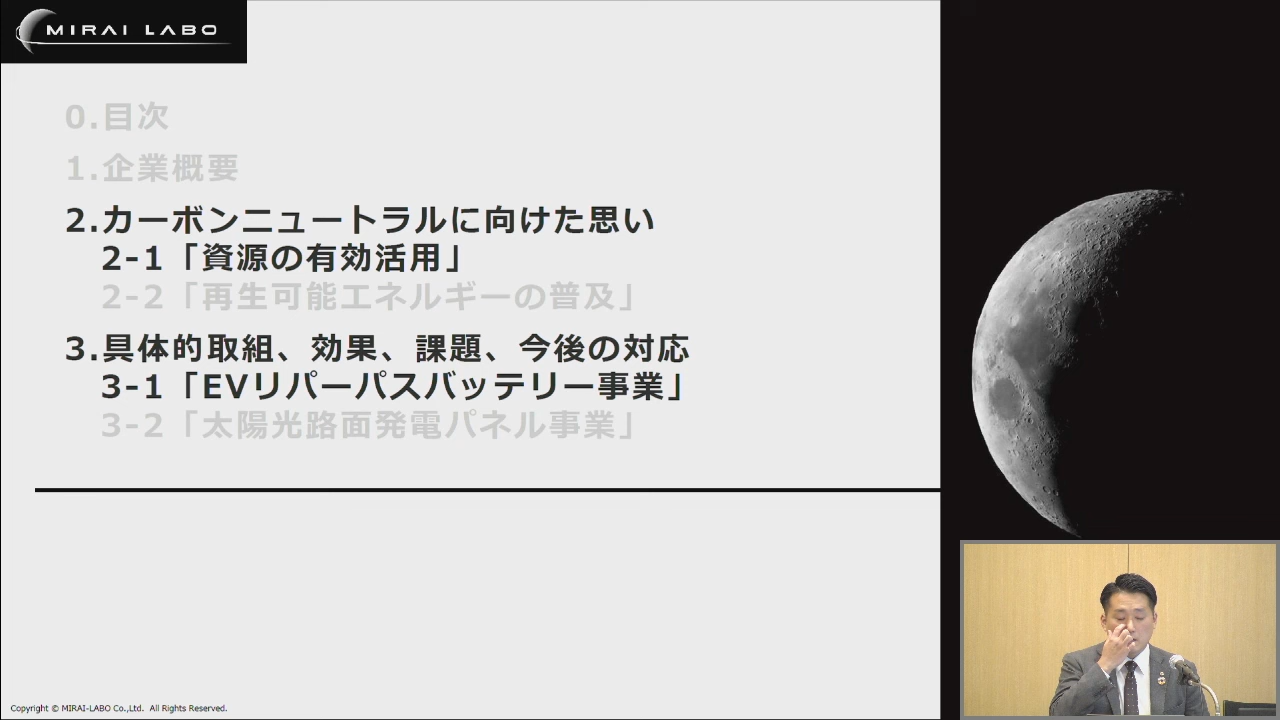 MIRAI LABO
0.目次
1.企業概要
2.カーボンニュートラルに向けた思い
2-1「資源の有効活用」
2-2「再生可能エネルギーの普及」
3.具体的取組、効果、課題、今後の対応
3-1「EVリパーパスバッテリー事業」
3-2「太陽光路面発電パネル事業」
Copyright © MIRAI-LABO Co.,Ltd. All Rights Reserved.